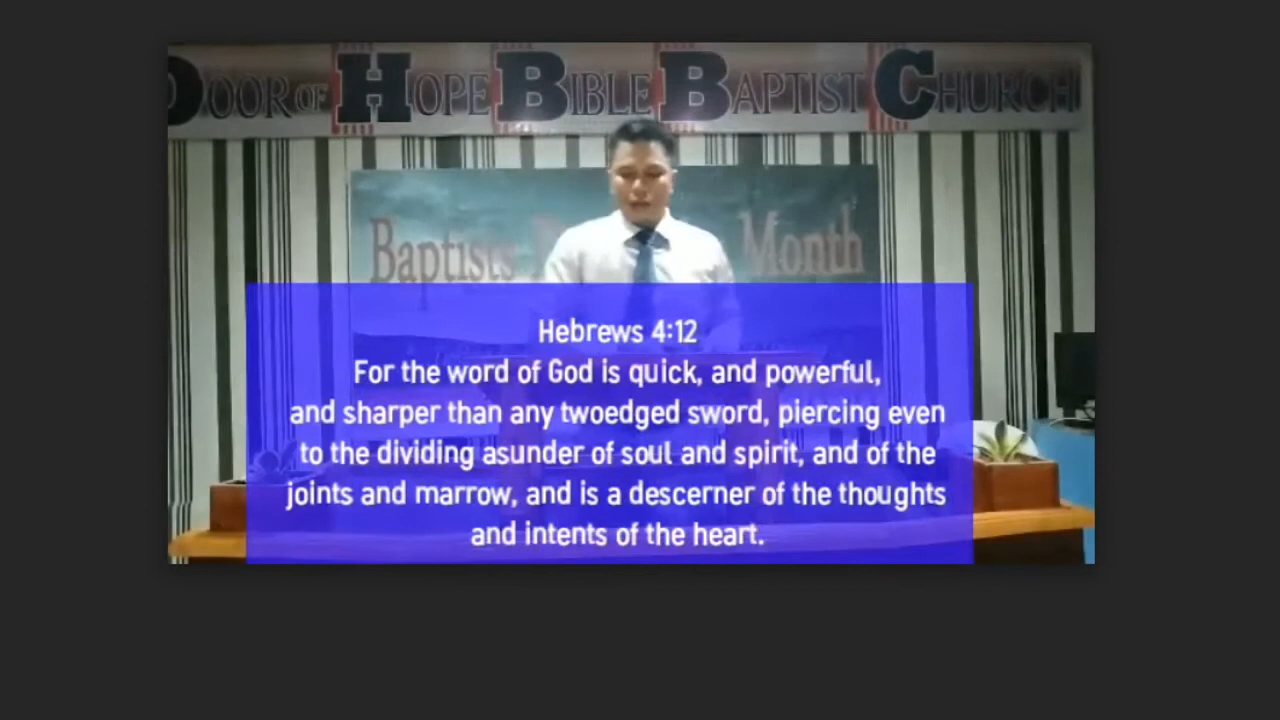 DOOR OF HOPE BIBLE BAPTIST CHURCH
Baptists Month
Hebrews 4:12
For the word of God is quick, and powerful,
and sharper than any twoedged sword, piercing even
to the dividing asunder of soul and spirit, and of the
joints and marrow, and is a descerner of the thoughts
and intents of the heart.